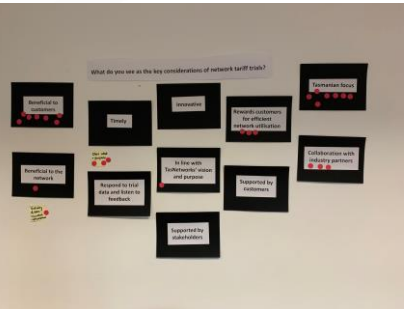 What do you see as the key considerations of network tariff trials?
Beneficial to
customers
Timely
Innovative
Rewards customers
for efficient
network utilisation
Tasmanian focus
Beneficial to the
network
Respond to trial
data and listen to
feedback
In line with
TasNetworks' vision
and purpose
Supported by
customers
Collaboration with
industry partners
Supported by
stakeholders